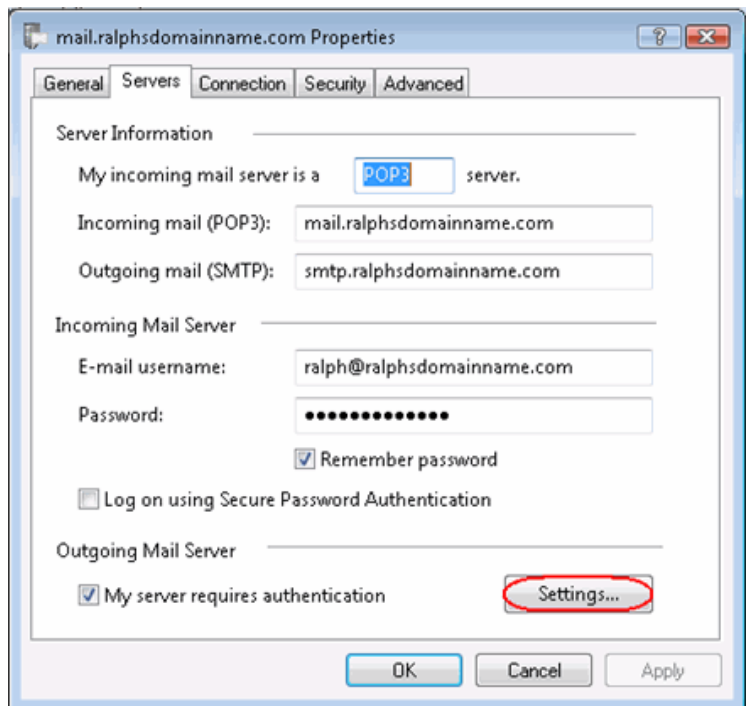 mail.ralphsdomainname.com Properties
General Servers Connection Security Advanced
Server Information
My incoming mail server is a POP3 server.
Incoming mail (POP3): mail.ralphsdomainname.com
Outgoing mail (SMTP): smtp.ralphsdomainname.com
Incoming Mail Server
E-mail username: ralph@ralphsdomainname.com
Password: •••••••••••••
Remember password
Log on using Secure Password Authentication
Outgoing Mail Server
My server requires authentication Settings...
OK Cancel Apply